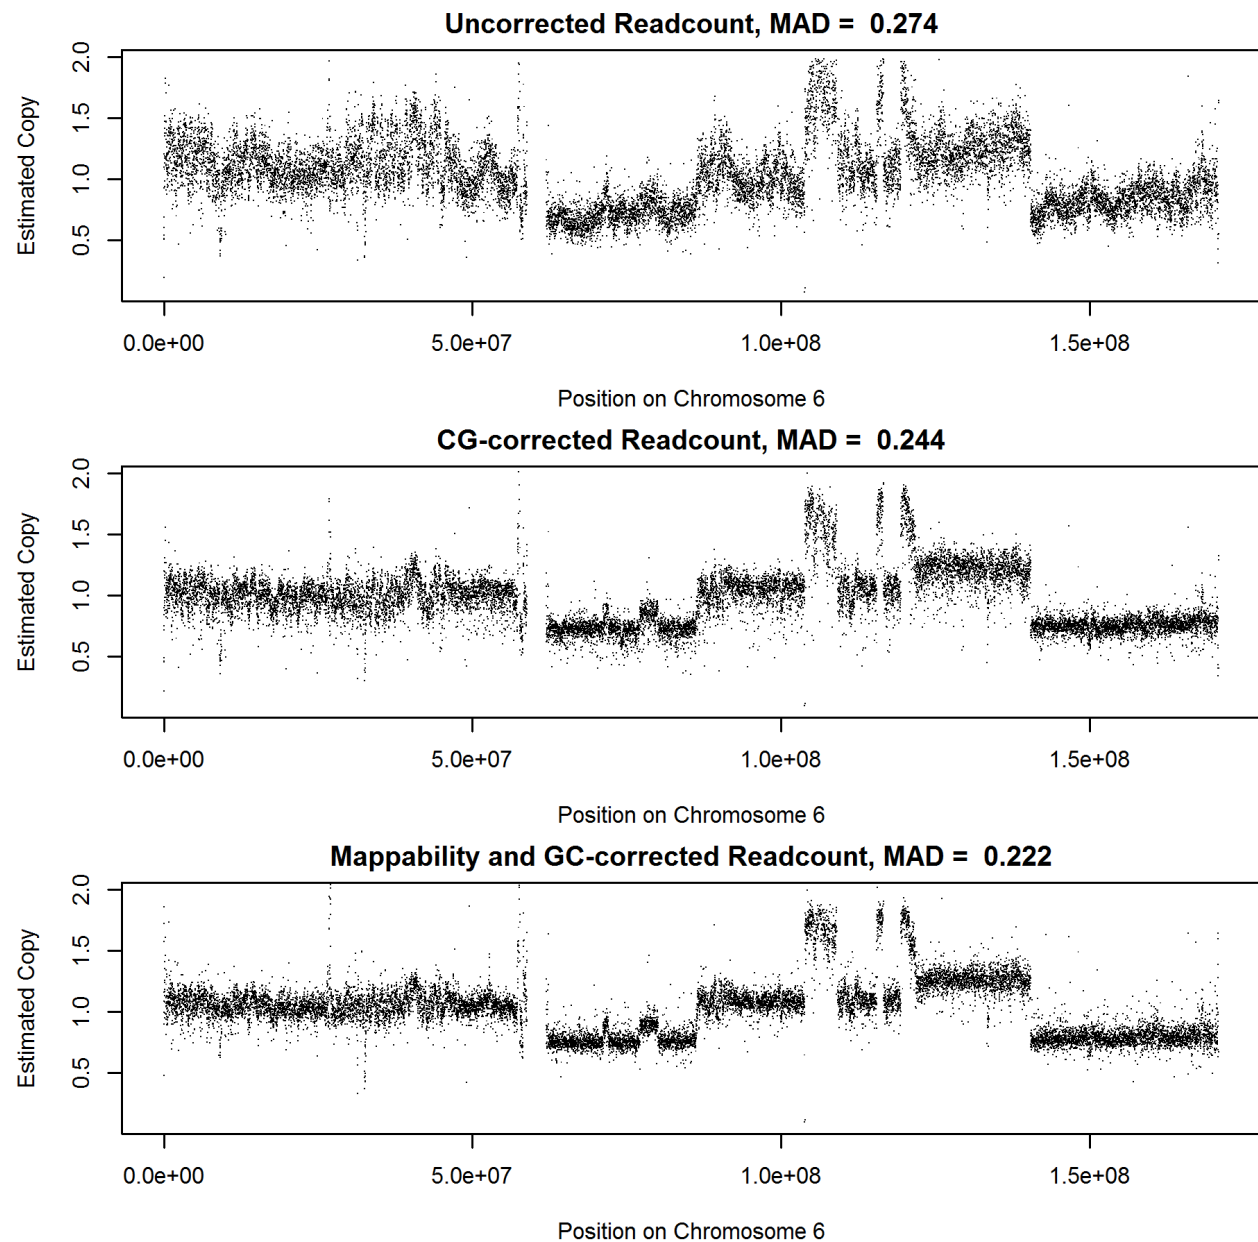 Uncorrected Readcount, MAD =  0.274
Estimated Copy
2.0
1.5
1.0
0.5
0.0e+00 5.0e+07 1.0e+08 1.5e+08
Position on Chromosome 6
CG-corrected Readcount, MAD =  0.244
Estimated Copy
2.0
1.5
1.0
0.5
0.0e+00 5.0e+07 1.0e+08 1.5e+08
Position on Chromosome 6
Mappability and GC-corrected Readcount, MAD =  0.222
Estimated Copy
2.0
1.5
1.0
0.5
0.0e+00 5.0e+07 1.0e+08 1.5e+08
Position on Chromosome 6